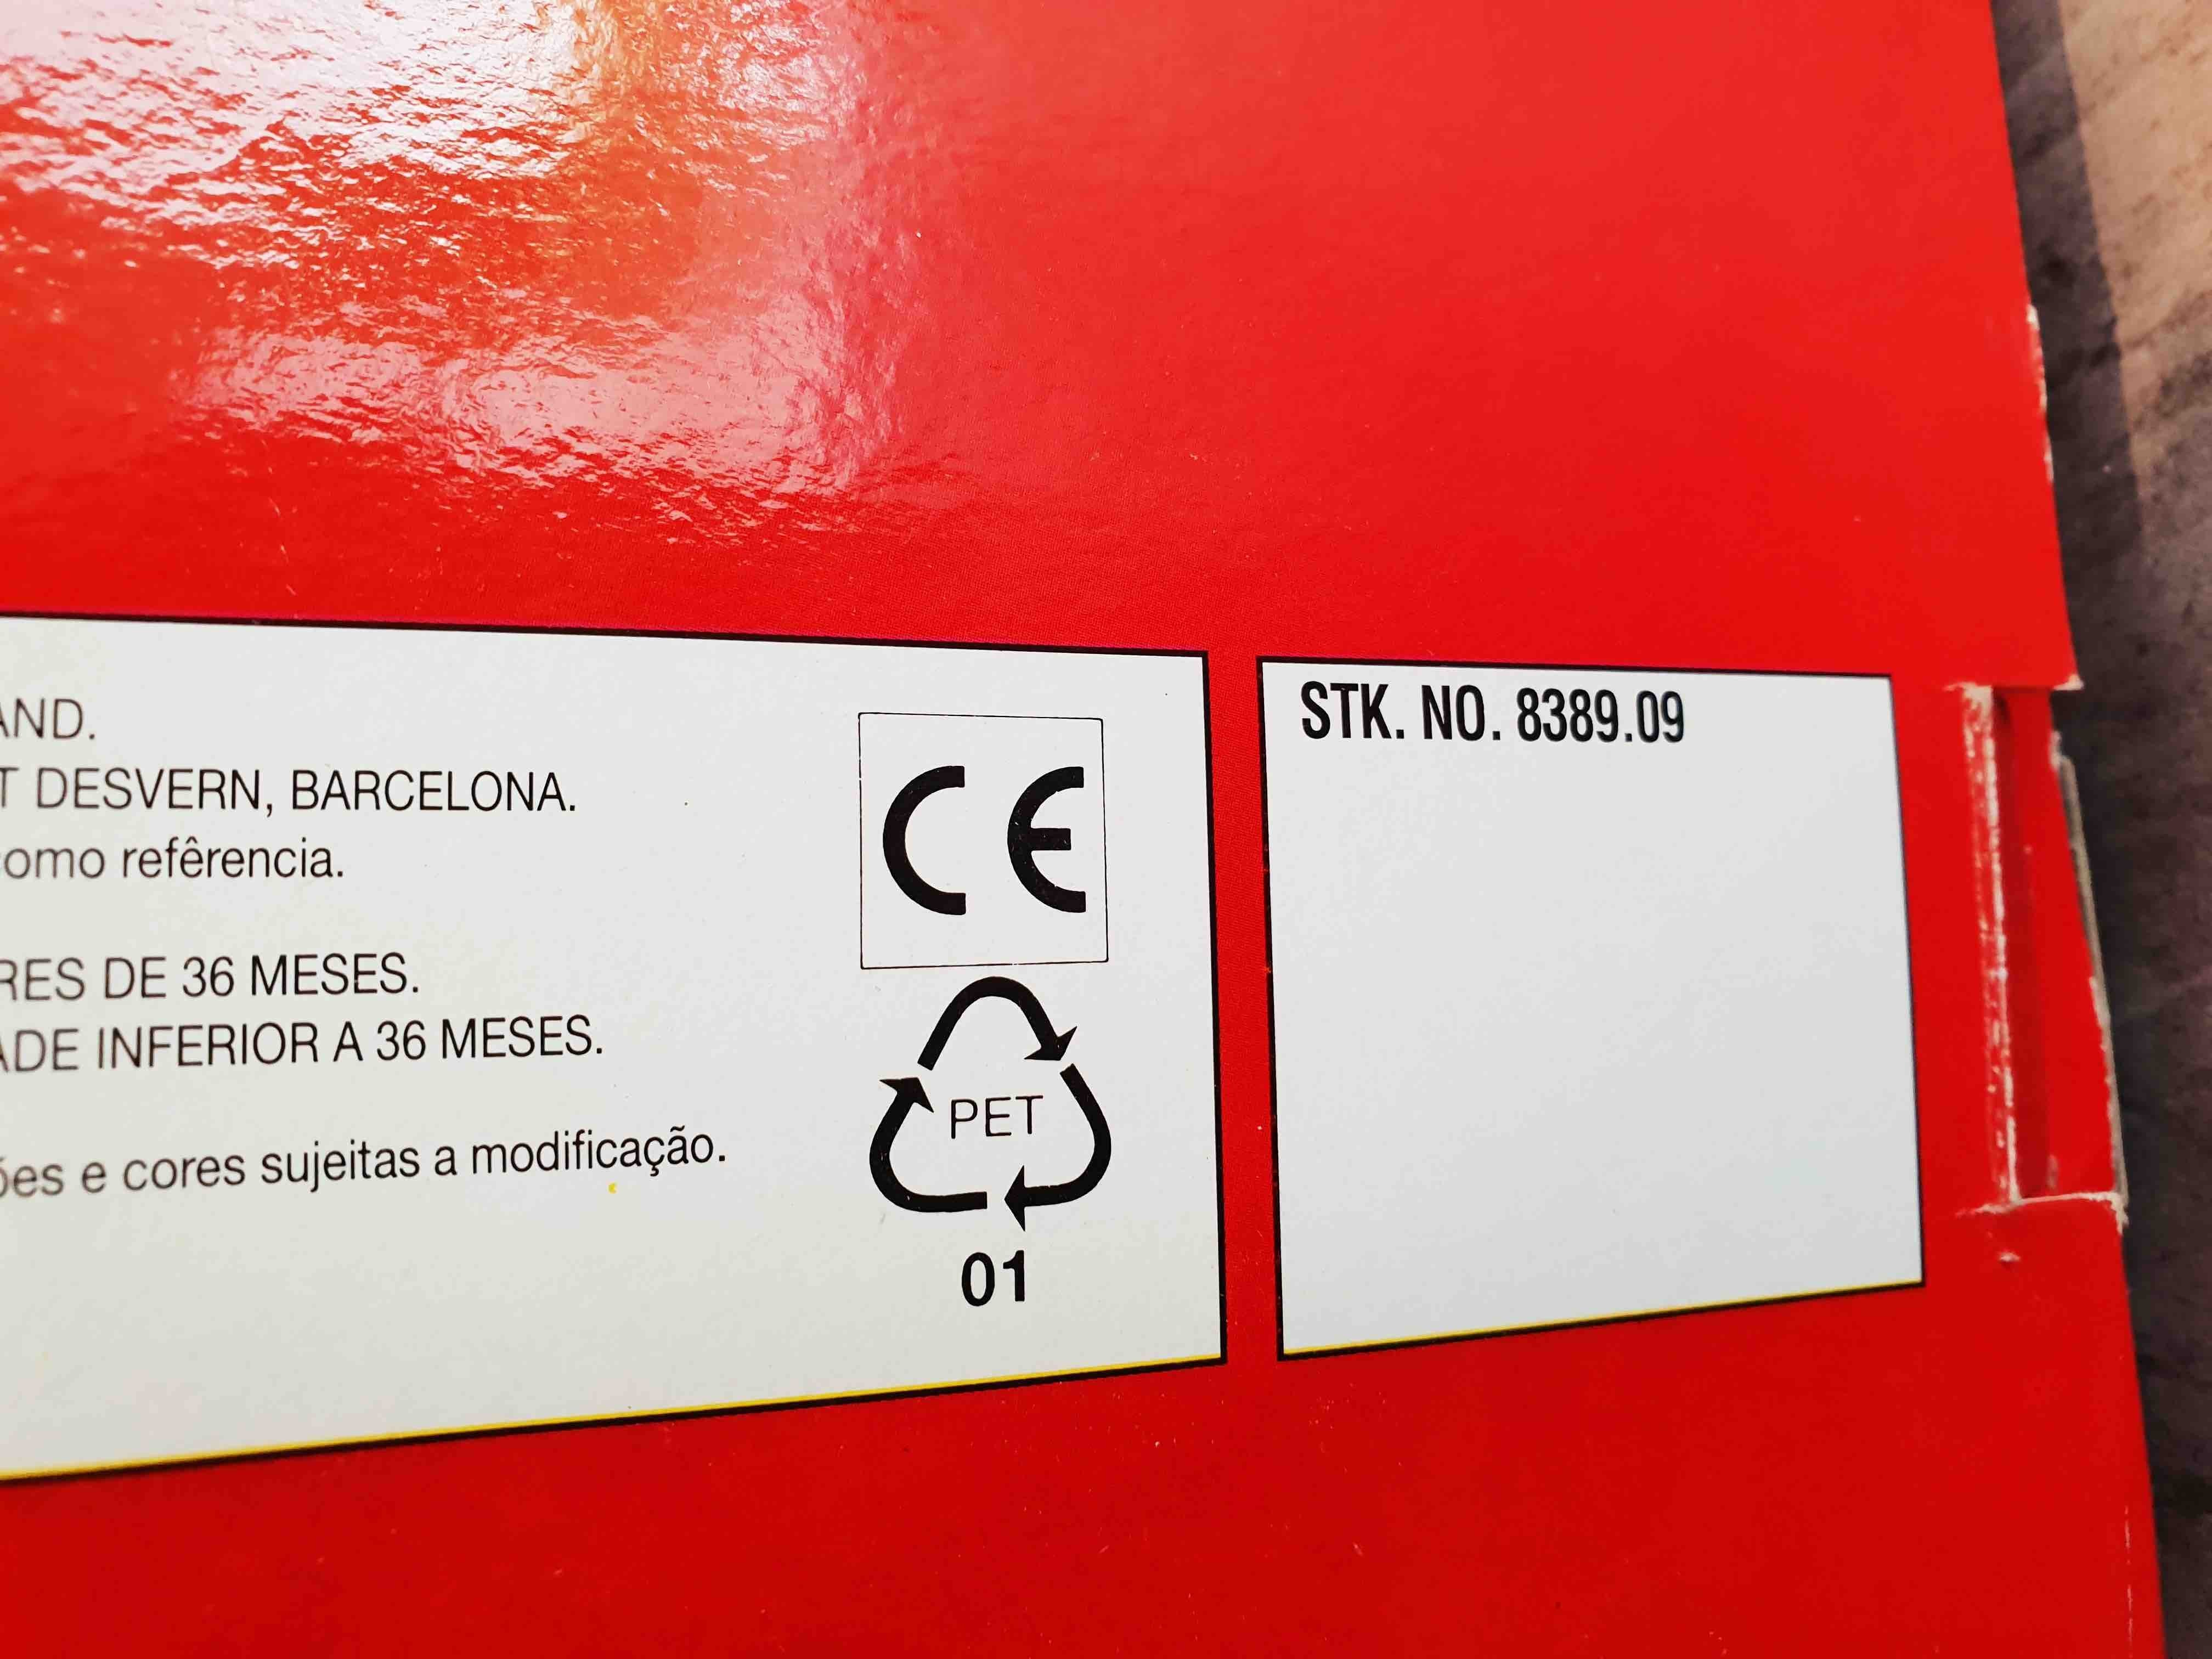 AND.
T DESVERN, BARCELONA.
omo refêrencia.
RES DE 36 MESES.
ADE INFERIOR A 36 MESES.
ões e cores sujeitas a modificação.
CE
PET
01
STK. NO. 8389.09